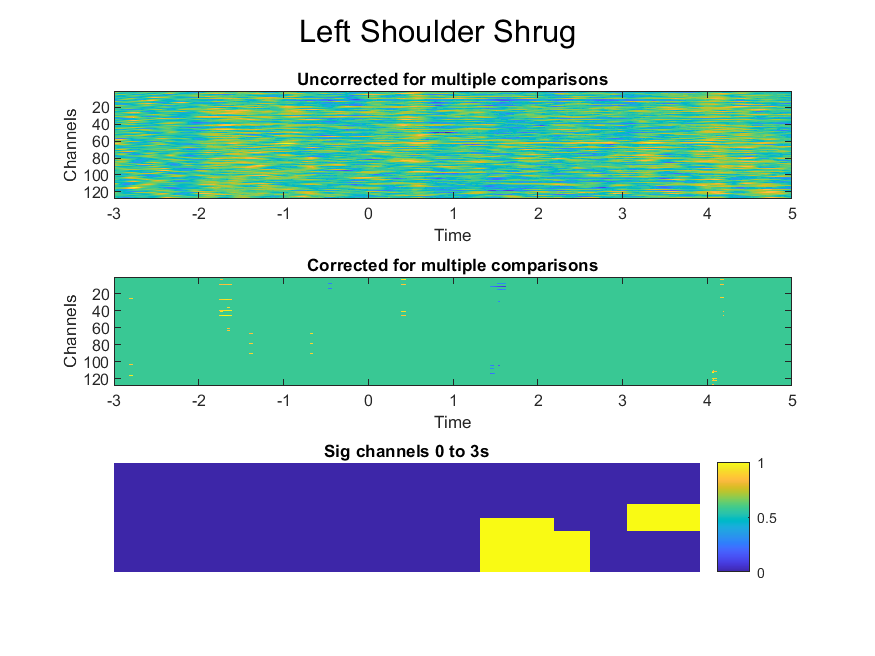 Left Shoulder Shrug
Uncorrected for multiple comparisons
Channels
20
40
60
80
100
120
-3 -2 -1 0 1 2 3 4 5
Time
Corrected for multiple comparisons
Channels
20
40
60
80
100
120
-3 -2 -1 0 1 2 3 4 5
Time
Sig channels 0 to 3s
1
0.5
0